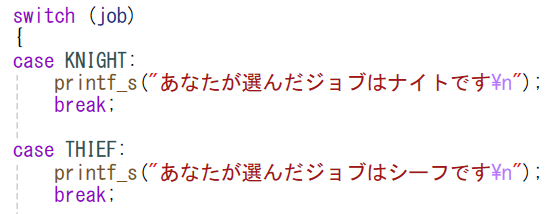 switch (job)
{
case KNIGHT:
    printf_s("あなたが選んだジョブはナイトです¥n");
    break;

case THIEF:
    printf_s("あなたが選んだジョブはシーフです¥n");
    break;